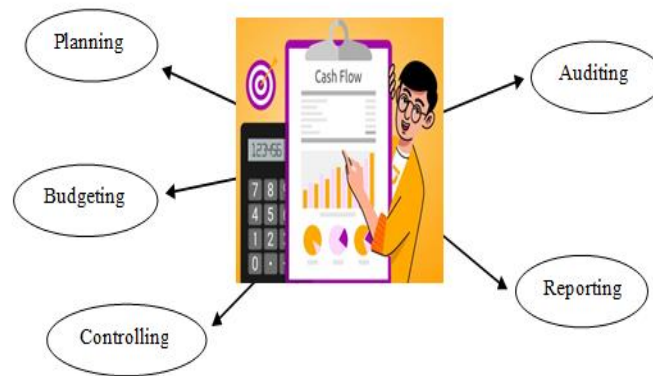 Planning
Auditing
Cash Flow
123456
Budgeting
7 8
4 5
1 2
0 .
Reporting
Controlling